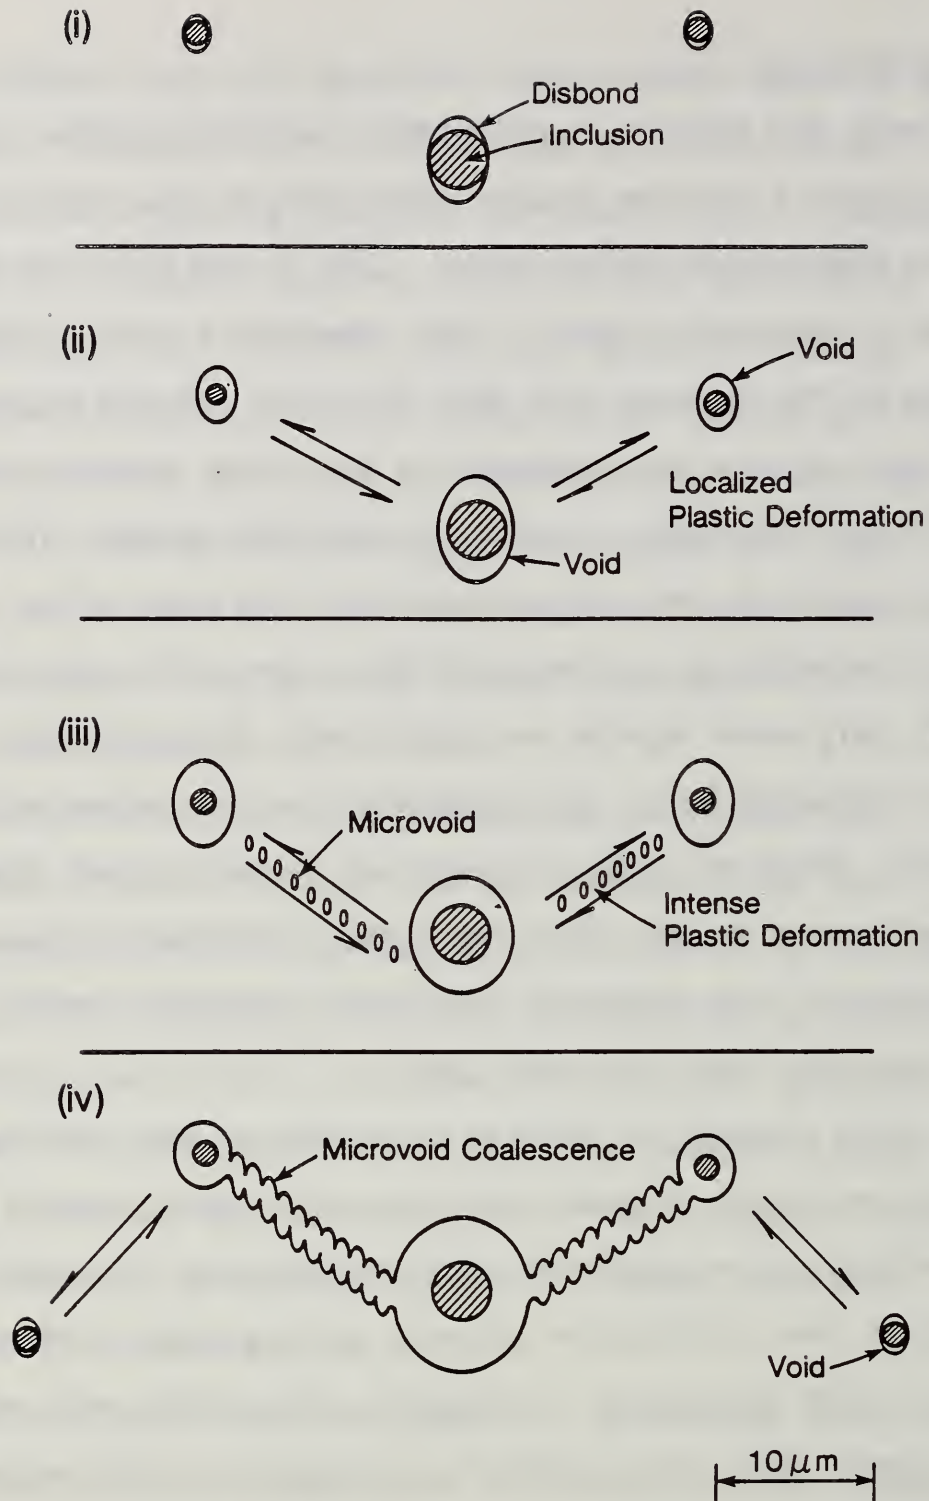 (i)
Disbond
Inclusion
(ii)
Void
Localized
Plastic Deformation
Void
(iii)
Microvoid
Intense
Plastic Deformation
(iv)
Microvoid Coalescence
Void
10 μm